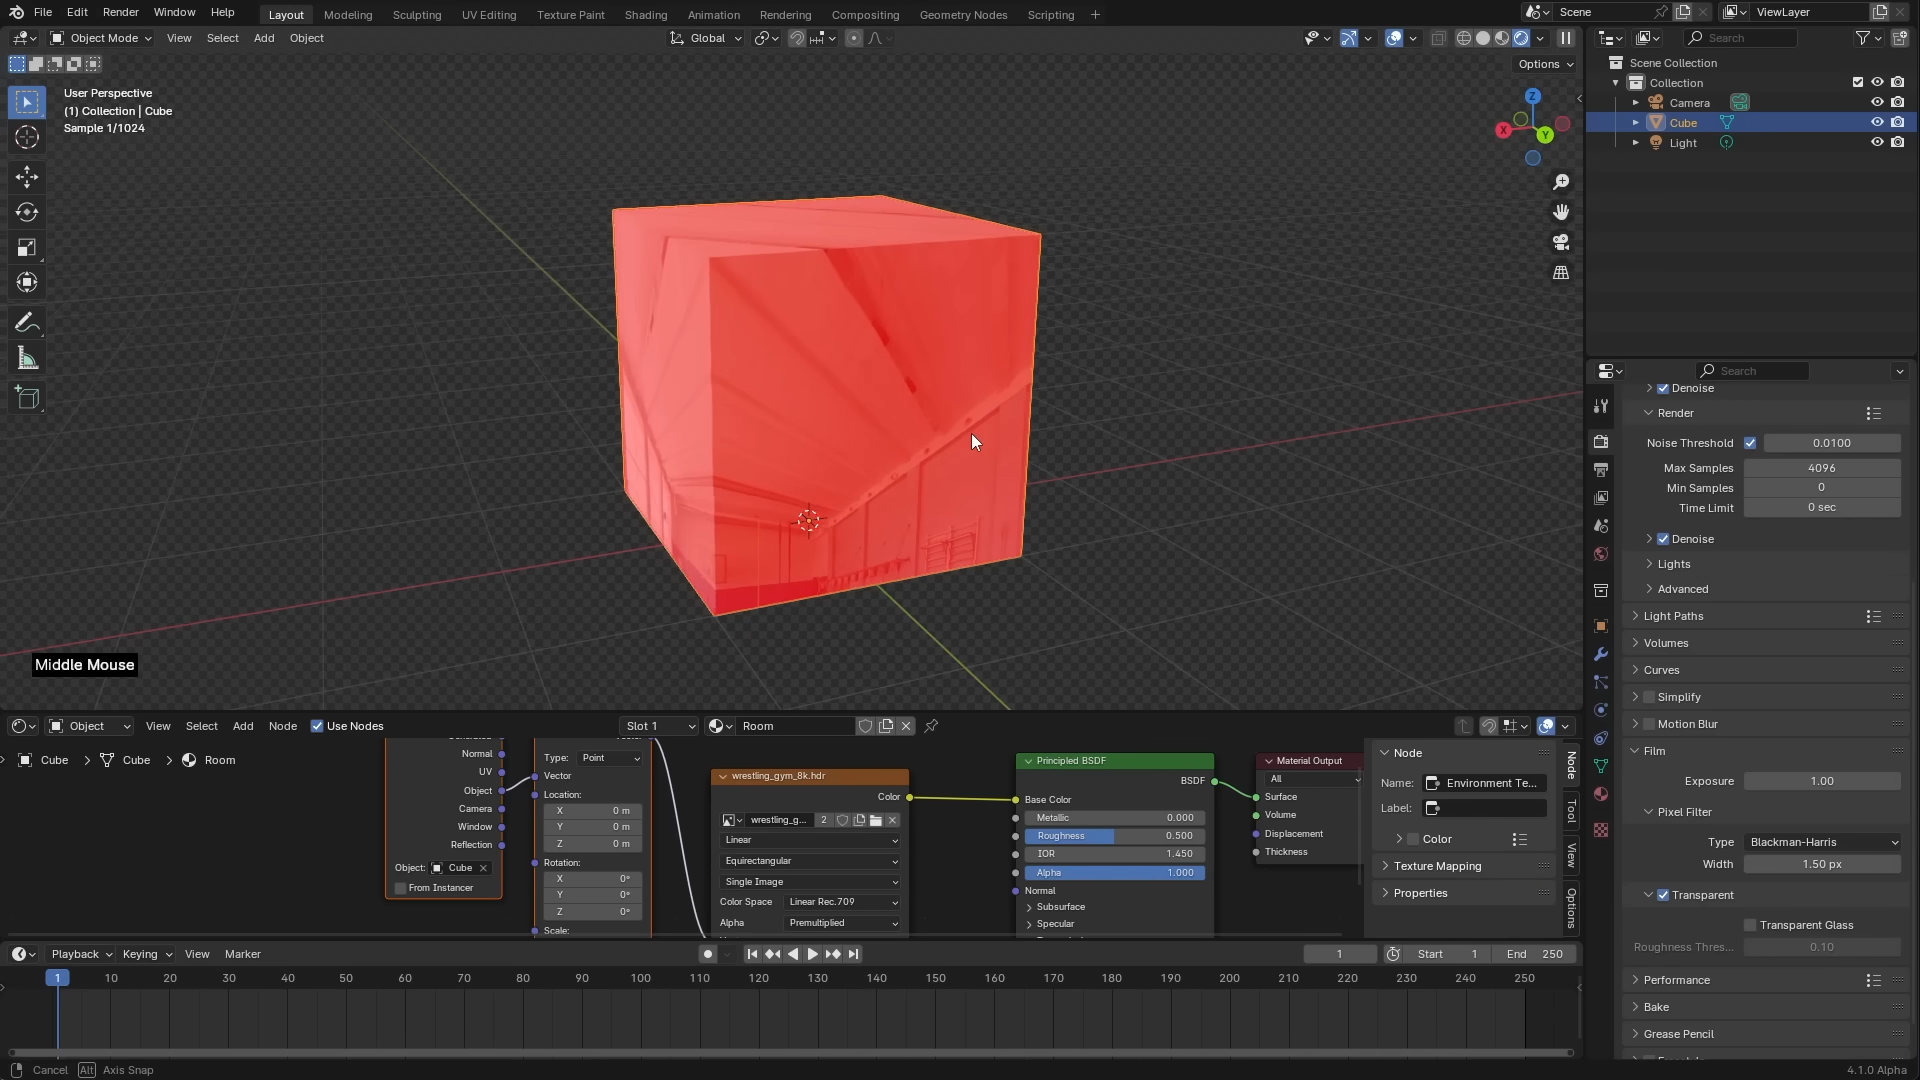 File Edit Render Window Help Layout Modeling Sculpting UV Editing Texture Paint Shading Animation Rendering Compositing Geometry Nodes Scripting + Scene ViewLayer
Object Mode View Select Add Object Global Search
Options
User Perspective
(1) Collection | Cube
Sample 1/1024
Z
X
Y
Scene Collection
Collection
Camera
Cube
Light
Middle Mouse
Search
Denoise
Render
Noise Threshold 0.0100
Max Samples 4096
Min Samples 0
Time Limit 0 sec
Denoise
Lights
Advanced
Light Paths
Volumes
Curves
Simplify
Motion Blur
Film
Exposure 1.00
Pixel Filter
Type Blackman-Harris
Width 1.50 px
Transparent
Transparent Glass
Roughness Thres... 0.10
Performance
Bake
Grease Pencil
Object View Select Add Node Use Nodes Slot 1 Room
Cube Cube Room
Normal
UV
Object
Camera
Window
Reflection
Object: Cube
From Instancer
Type: Point
Vector
Location:
X 0 m
Y 0 m
Z 0 m
Rotation:
X 0°
Y 0°
Z 0°
Scale:
wrestling_gym_8k.hdr
Color
wrestling_g... 2
Linear
Equirectangular
Single Image
Color Space Linear Rec.709
Alpha Premultiplied
Principled BSDF
BSDF
Base Color
Metallic 0.000
Roughness 0.500
IOR 1.450
Alpha 1.000
Normal
Subsurface
Specular
Material Output
All
Surface
Volume
Displacement
Thickness
Node
Name: Environment Te...
Label:
Color
Texture Mapping
Properties
Node
Tool
View
Options
Playback Keying View Marker 1 Start 1 End 250
1 10 20 30 40 50 60 70 80 90 100 110 120 130 140 150 160 170 180 190 200 210 220 230 240 250
Cancel Alt Axis Snap 4.1.0 Alpha